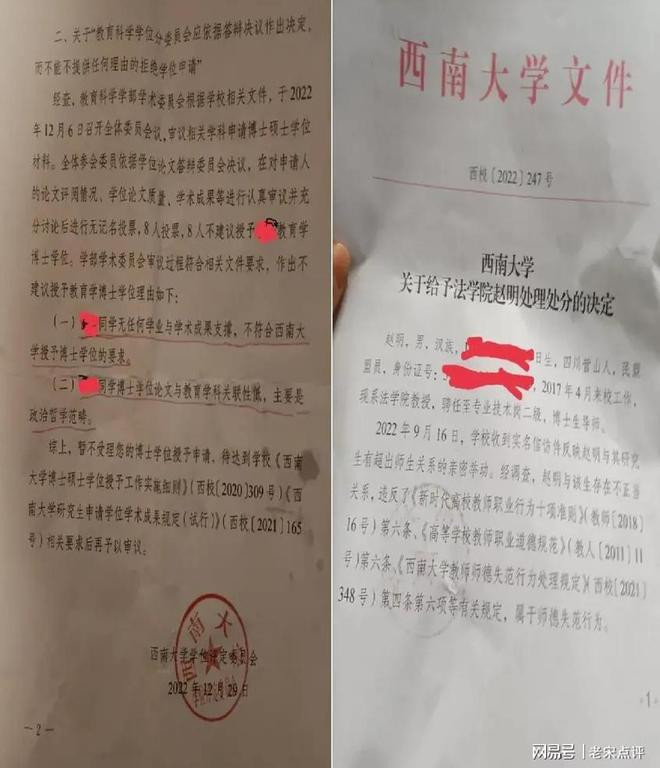 二、关于“教育科学学位分委员会应依据答辩决议作出决定，
而不能不提供任何理由的拒绝学位申请”
经查，教育科学学部学术委员会根据学校相关文件，于2022
年12月6日召开全体委员会议，审议相关学科申请博士硕士学位
材料。全体参会委员依据学位论文答辩委员会决议，在对申请人
的论文评阅情况、学位论文质量、学术成果等进行认真审议并充
分讨论后进行无记名投票，8人投票，8人不建议授予 教育学
博士学位。学部学术委员会审议过程符合相关文件要求，作出不
建议授予教育学博士学位理由如下：
（一） 同学无任何学业与学术成果支撑，不符合西南大
学授予博士学位的要求。
（二） 同学博士学位论文与教育学科关联性低，主要是
政治哲学范畴。
综上，暂不受理您的博士学位授予申请，待达到学校《西南
大学博士硕士学位授予工作实施细则》（西校〔2020〕309号）《西
南大学研究生申请学位学术成果规定（试行）》（西校〔2021〕165
号）相关要求后再予以审议。
西南大学学位评定委员会
2022年12月29日
—2—
西南大学文件
西校〔2022〕247号
西南大学
关于给予法学院赵明处理处分的决定
赵明，男，汉族， 日生，四川营山人，民盟
盟员，身份证号： ，2017年4月来校工作，
现系法学院教授，聘任至专业技术岗二级，博士生导师。
2022年9月16日，学校收到实名信访件反映赵明与其研究
生有超出师生关系的亲密举动。经调查，赵明与该生存在不正当
关系，违反了《新时代高校教师职业行为十项准则》（教师〔2018〕
16号）第六条、《高等学校教师职业道德规范》（教人〔2011〕11
号）第六条、《西南大学教师师德失范行为处理规定》（西校〔2021〕
348号）第四条第六项等有关规定，属于师德失范行为。
1
网易号 | 老宋点评